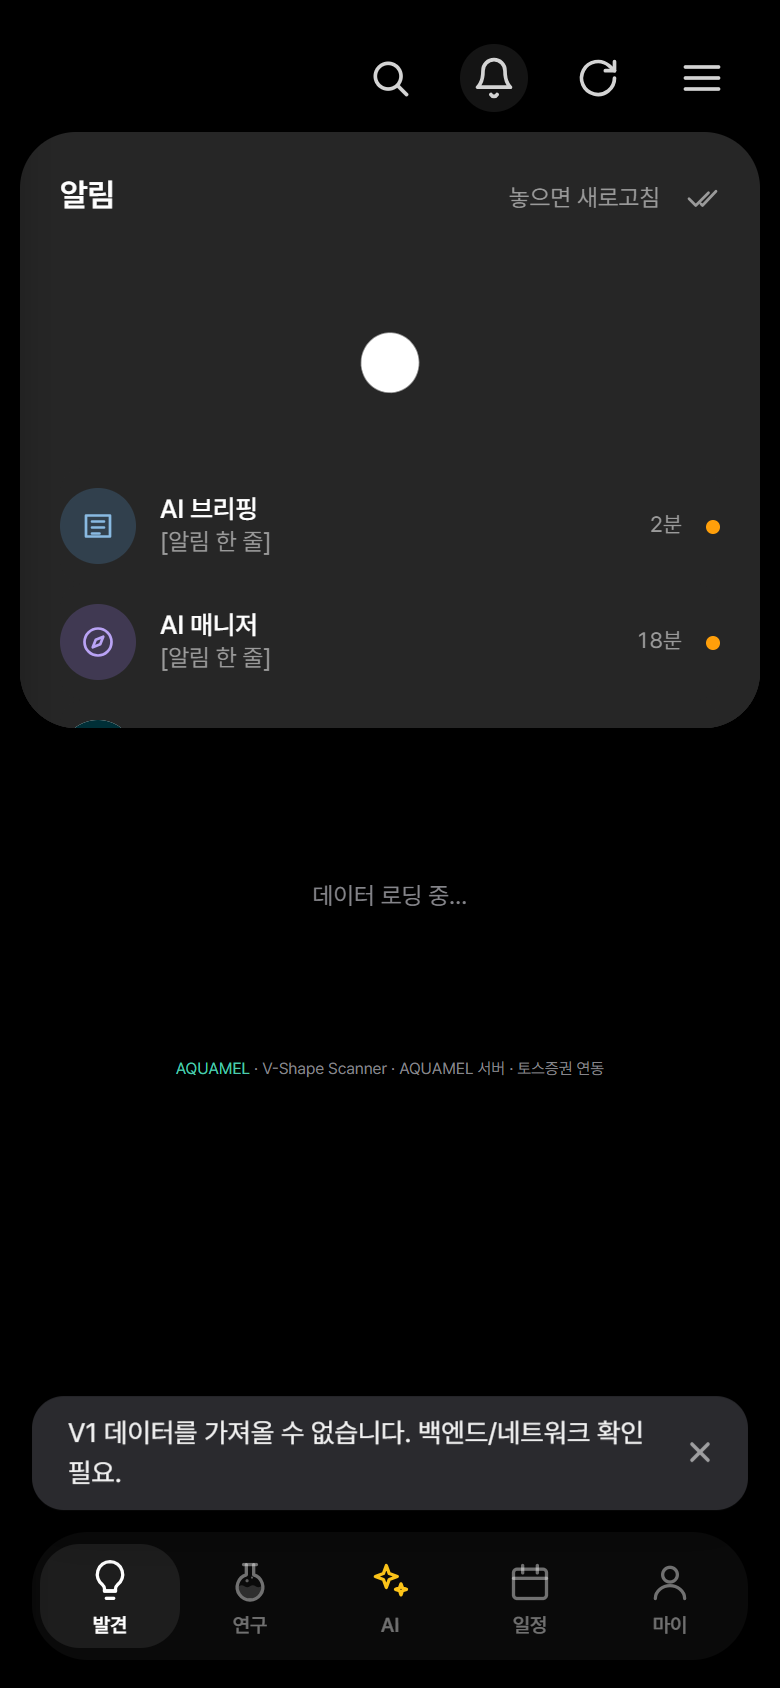 알림
놓으면 새로고침
AI 브리핑
[알림 한 줄]
2분
AI 매니저
[알림 한 줄]
18분
데이터 로딩 중...
AQUAMEL · V-Shape Scanner · AQUAMEL 서버 · 토스증권 연동
V1 데이터를 가져올 수 없습니다. 백엔드/네트워크 확인
필요.
발견
연구
AI
일정
마이